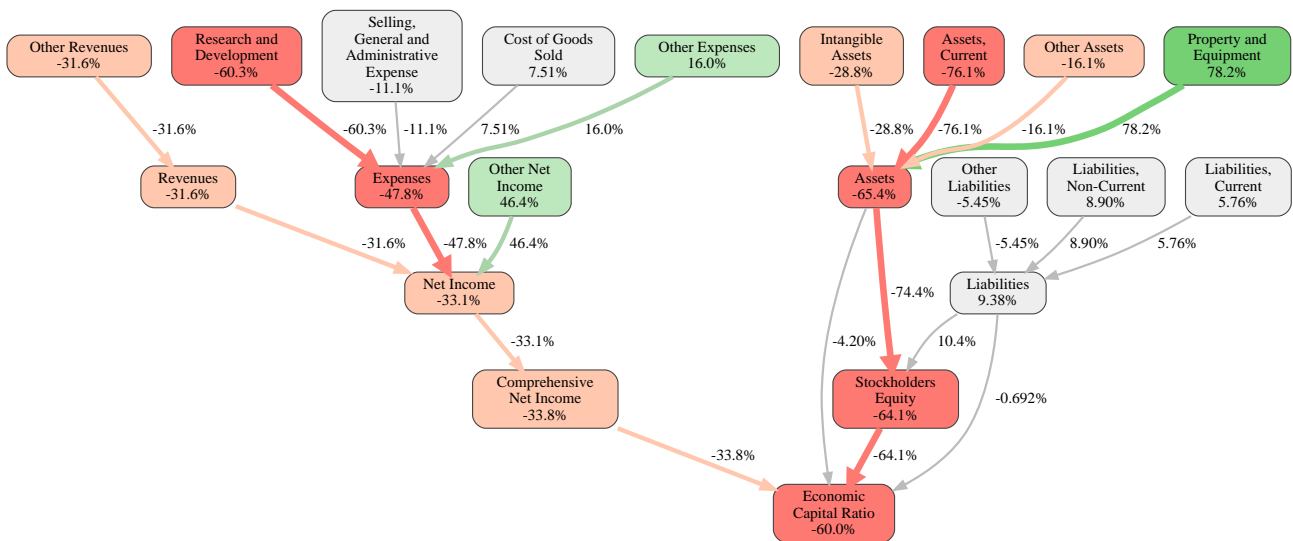 Other Revenues
-31.6%
Research and
Development
-60.3%
Selling,
General and
Administrative
Expense
-11.1%
Cost of Goods
Sold
7.51%
Other Expenses
16.0%
Intangible
Assets
-28.8%
Assets,
Current
-76.1%
Other Assets
-16.1%
Property and
Equipment
78.2%
-31.6%
-60.3%
-11.1%
7.51%
16.0%
-28.8%
-76.1%
-16.1%
78.2%
Revenues
-31.6%
Expenses
-47.8%
Other Net
Income
46.4%
Assets
-65.4%
Other
Liabilities
-5.45%
Liabilities,
Non-Current
8.90%
Liabilities,
Current
5.76%
-31.6%
-47.8%
46.4%
-5.45%
8.90%
5.76%
Net Income
-33.1%
-74.4%
Liabilities
9.38%
-33.1%
-4.20%
10.4%
Comprehensive
Net Income
-33.8%
Stockholders
Equity
-64.1%
-0.692%
-33.8%
-64.1%
Economic
Capital Ratio
-60.0%